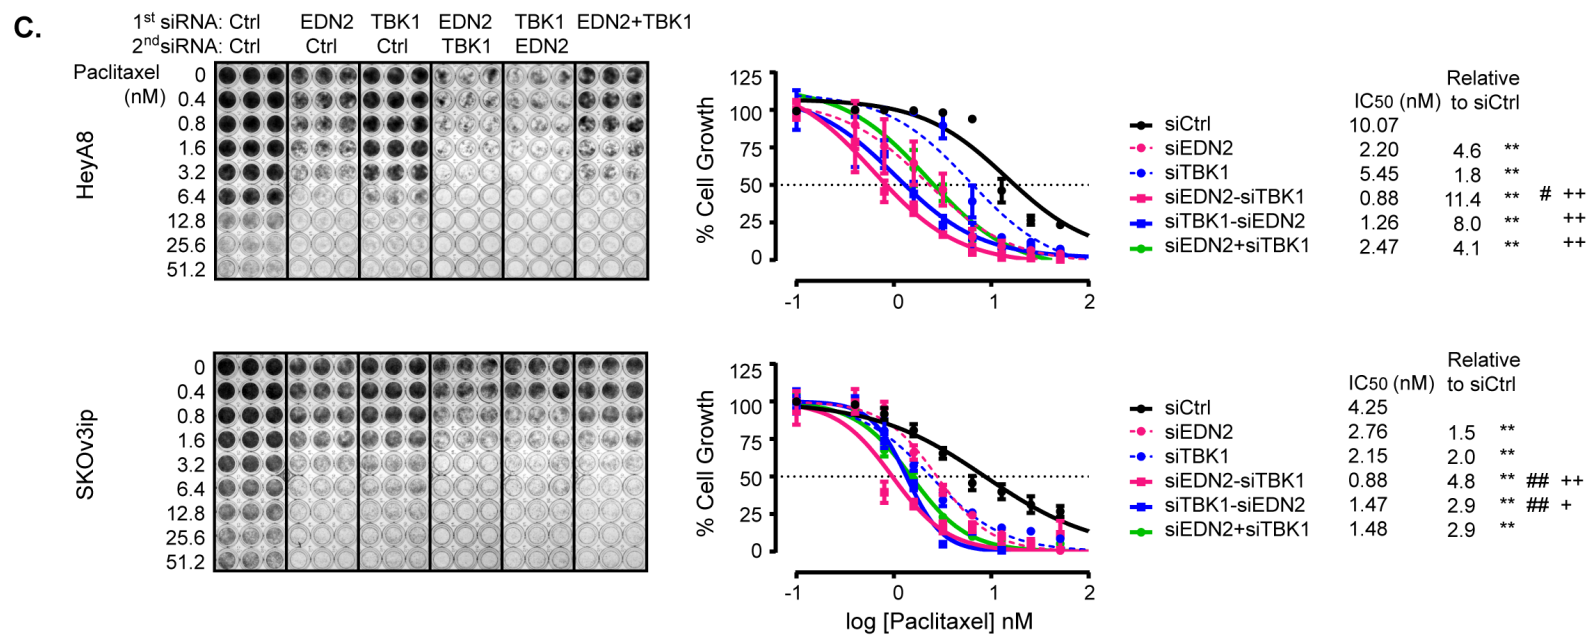 C.
1st siRNA: Ctrl EDN2 TBK1 EDN2 TBK1 EDN2+TBK1
2nd siRNA: Ctrl Ctrl Ctrl TBK1 EDN2
Paclitaxel (nM)
HeyA8
0
0.4
0.8
1.6
3.2
6.4
12.8
25.6
51.2
% Cell Growth
125
100
75
50
25
0
-1 0 1 2
IC50 (nM) Relative to siCtrl
siCtrl 10.07
siEDN2 2.20 4.6 **
siTBK1 5.45 1.8 **
siEDN2-siTBK1 0.88 11.4 ** # ++
siTBK1-siEDN2 1.26 8.0 ** ++
siEDN2+siTBK1 2.47 4.1 ** ++
SKOv3ip
0
0.4
0.8
1.6
3.2
6.4
12.8
25.6
51.2
% Cell Growth
125
100
75
50
25
0
-1 0 1 2
log [Paclitaxel] nM
IC50 (nM) Relative to siCtrl
siCtrl 4.25
siEDN2 2.76 1.5 **
siTBK1 2.15 2.0 **
siEDN2-siTBK1 0.88 4.8 ** ## ++
siTBK1-siEDN2 1.47 2.9 ** ## +
siEDN2+siTBK1 1.48 2.9 **